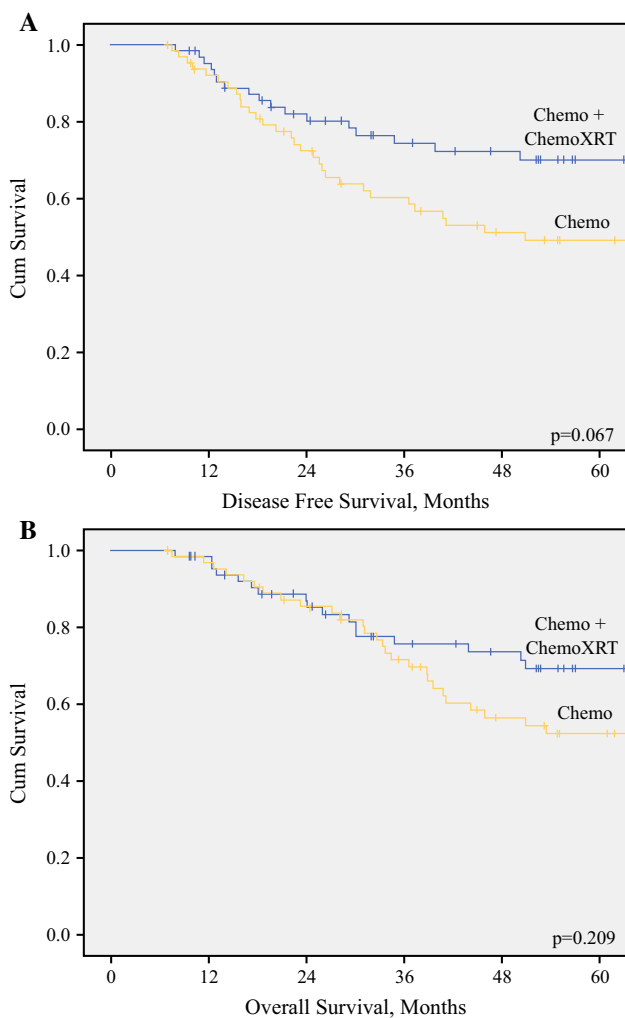 A
1.0
0.8
0.6
0.4
0.2
0.0
Cum Survival
Chemo +
ChemoXRT
Chemo
p=0.067
0 12 24 36 48 60
Disease Free Survival, Months
B
1.0
0.8
0.6
0.4
0.2
0.0
Cum Survival
Chemo +
ChemoXRT
Chemo
p=0.209
0 12 24 36 48 60
Overall Survival, Months